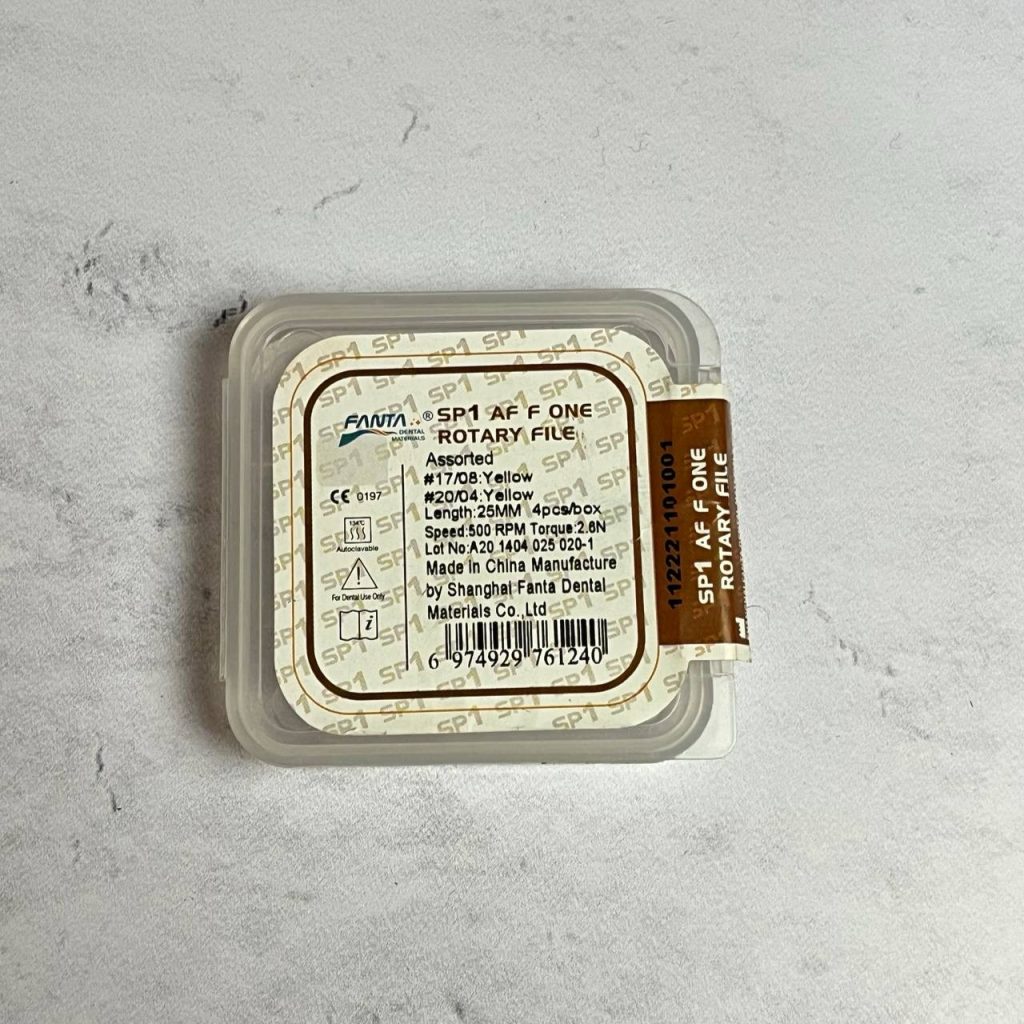 FANTA ® SP1 AF F ONE
DENTAL
MATERIALS
ROTARY FILE
Assorted
#17/08:Yellow
#20/04:Yellow
Length:25MM 4pcs/box
Speed:500 RPM Torque:2.6N
Lot No:A20 1404 025 020-1
Made in China Manufacture
by Shanghai Fanta Dental
Materials Co.,Ltd
6 974929 761240
CE 0197
134°C
Autoclavable
For Dental Use Only
i
112221101001
SP1 AF F ONE
ROTARY FILE